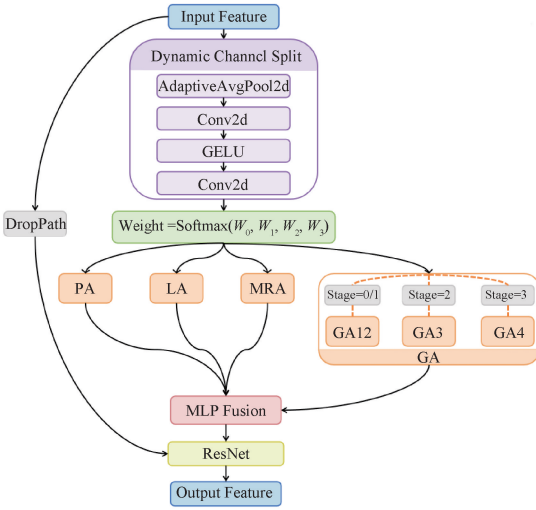 Input Feature
Dynamic Channcl Split
AdaptiveAvgPool2d
Conv2d
GELU
Conv2d
DropPath
Weight =Softmax(W0, W1, W2, W3)
PA
LA
MRA
Stage=0/1
Stage=2
Stage=3
GA12
GA3
GA4
GA
MLP Fusion
ResNet
Output Feature